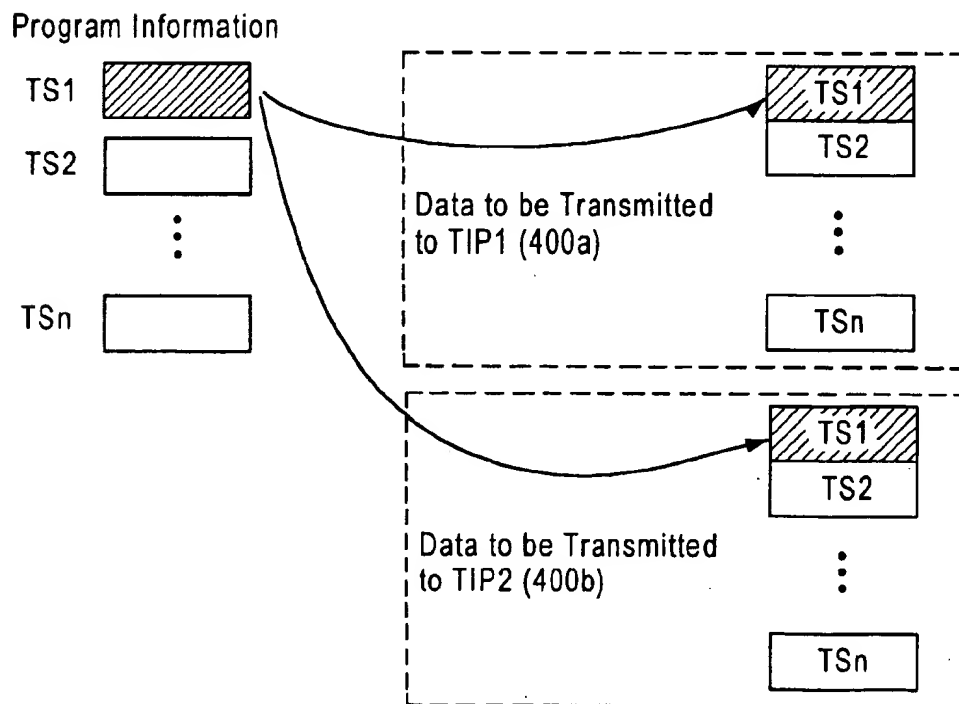 Program Information
TS1
TS2
TSn
TS1
TS2
Data to be Transmitted
to TIP1 (400a)
TSn
TS1
TS2
Data to be Transmitted
to TIP2 (400b)
TSn